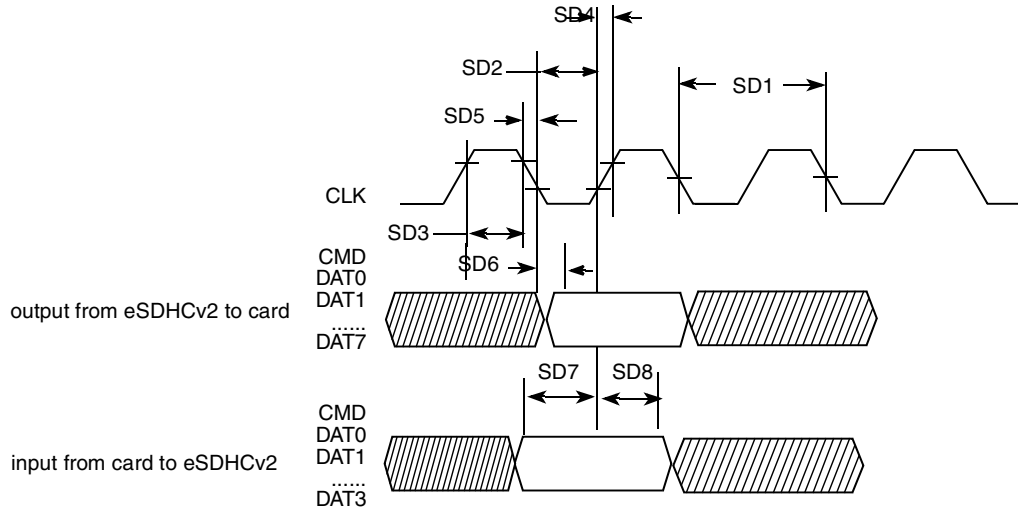 SD4
SD2
SD1
SD5
CLK
SD3
CMD
SD6
DAT0
output from eSDHCv2 to card
DAT1
......
DAT7
SD7
SD8
CMD
DAT0
input from card to eSDHCv2
DAT1
......
DAT3